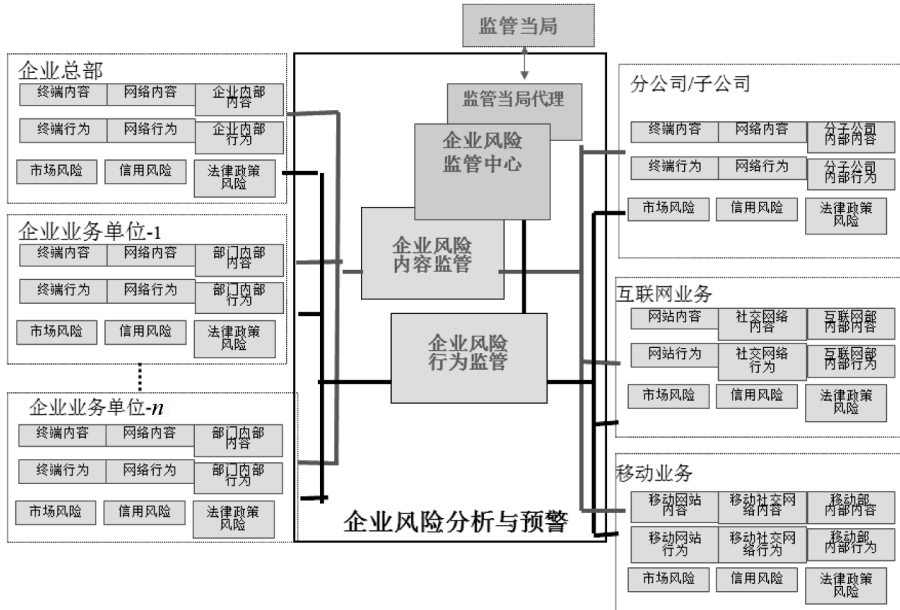 监管当局
监管当局代理
企业风险
监管中心
企业风险
内容监管
企业风险
行为监管
企业风险分析与预警
企业总部
终端内容
网络内容
企业内部
内容
终端行为
网络行为
企业内部
行为
市场风险
信用风险
法律政策
风险
企业业务单位-1
终端内容
网络内容
部门内部
内容
终端行为
网络行为
部门内部
行为
市场风险
信用风险
法律政策
风险
企业业务单位-n
终端内容
网络内容
部门内部
内容
终端行为
网络行为
部门内部
行为
市场风险
信用风险
法律政策
风险
分公司/子公司
终端内容
网络内容
分子公司
内部内容
终端行为
网络行为
分子公司
内部行为
市场风险
信用风险
法律政策
风险
互联网业务
网站内容
社交网络
内容
互联网部
内部内容
网站行为
社交网络
行为
互联网部
内部行为
市场风险
信用风险
法律政策
风险
移动业务
移动网站
内容
移动社交网
络内容
移动部
内部内容
移动网站
行为
移动社交网
络行为
移动部
内部行为
市场风险
信用风险
法律政策
风险